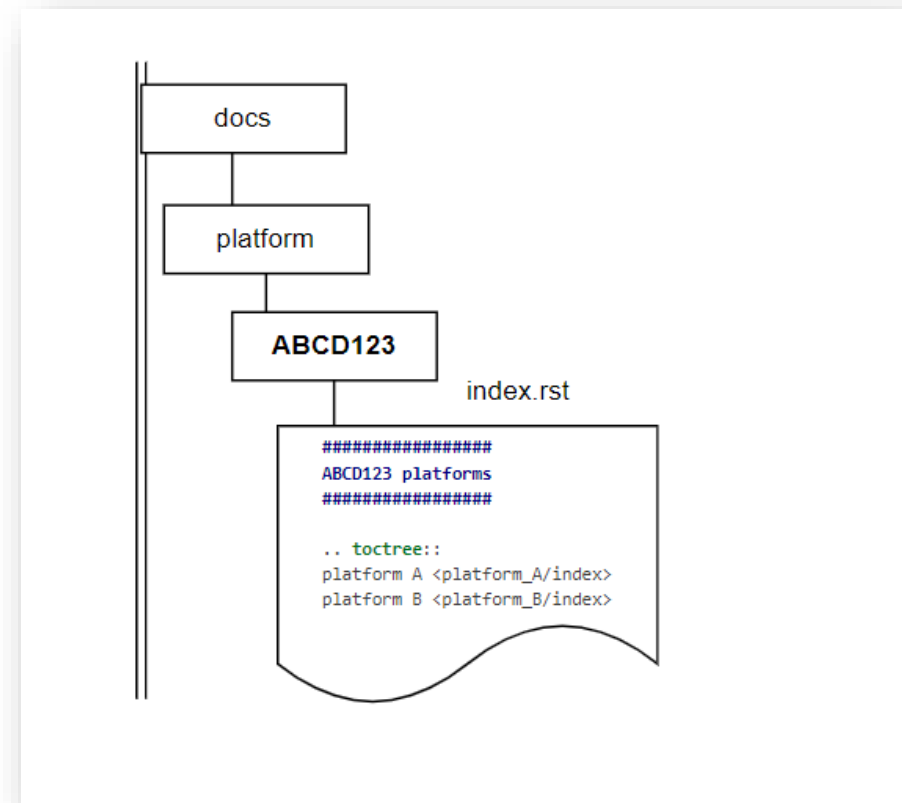 docs
platform
ABCD123
index.rst
#################
ABCD123 platforms
#################
.. toctree::
platform A <platform_A/index>
platform B <platform_B/index>